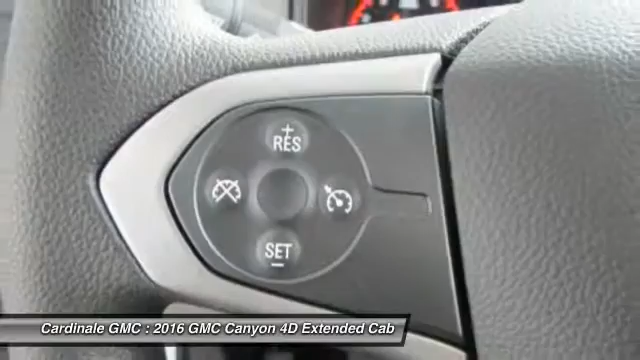 +
RES
SET
-
Cardinale GMC : 2016 GMC Canyon 4D Extended Cab